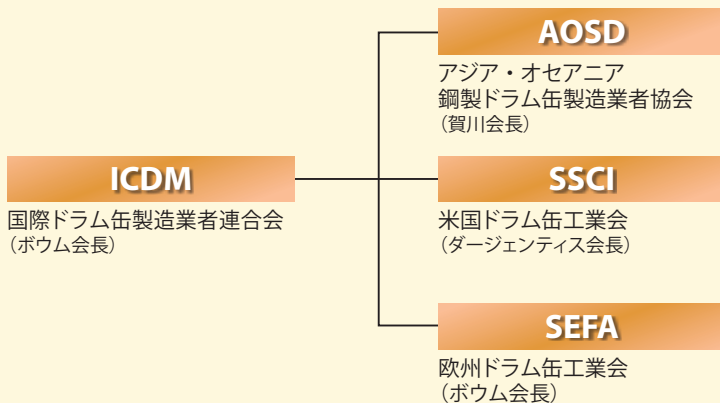 AOSD
アジア・オセアニア
鋼製ドラム缶製造業者協会
（賀川会長）
ICDM
国際ドラム缶製造業者連合会
（ボウム会長）
SSCI
米国ドラム缶工業会
（ダージェンティス会長）
SEFA
欧州ドラム缶工業会
（ボウム会長）